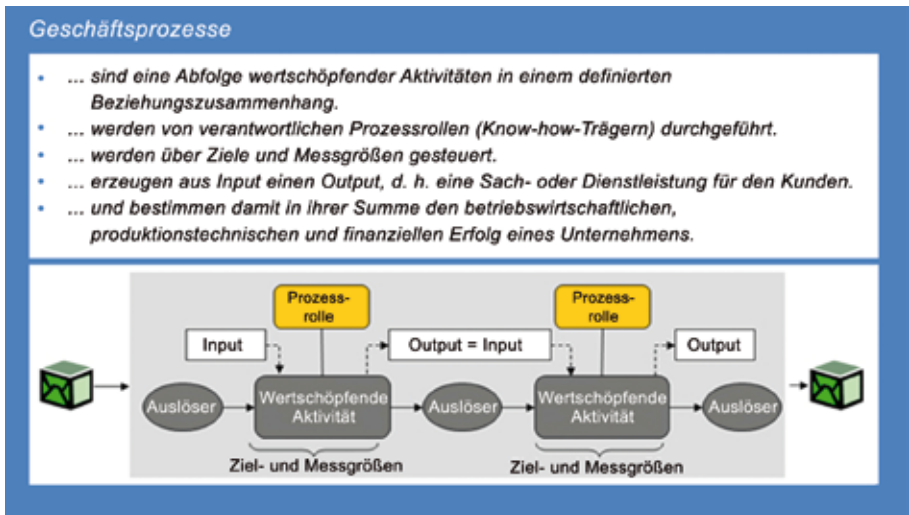 Geschäftsprozesse
• ... sind eine Abfolge wertschöpfender Aktivitäten in einem definierten
Beziehungszusammenhang.
• ... werden von verantwortlichen Prozessrollen (Know-how-Trägern) durchgeführt.
• ... werden über Ziele und Messgrößen gesteuert.
• ... erzeugen aus Input einen Output, d. h. eine Sach- oder Dienstleistung für den Kunden.
• ... und bestimmen damit in ihrer Summe den betriebswirtschaftlichen,
produktionstechnischen und finanziellen Erfolg eines Unternehmens.
Prozess-
rolle
Prozess-
rolle
Input
Output = Input
Output
Auslöser
Wertschöpfende
Aktivität
Auslöser
Wertschöpfende
Aktivität
Auslöser
Ziel- und Messgrößen
Ziel- und Messgrößen